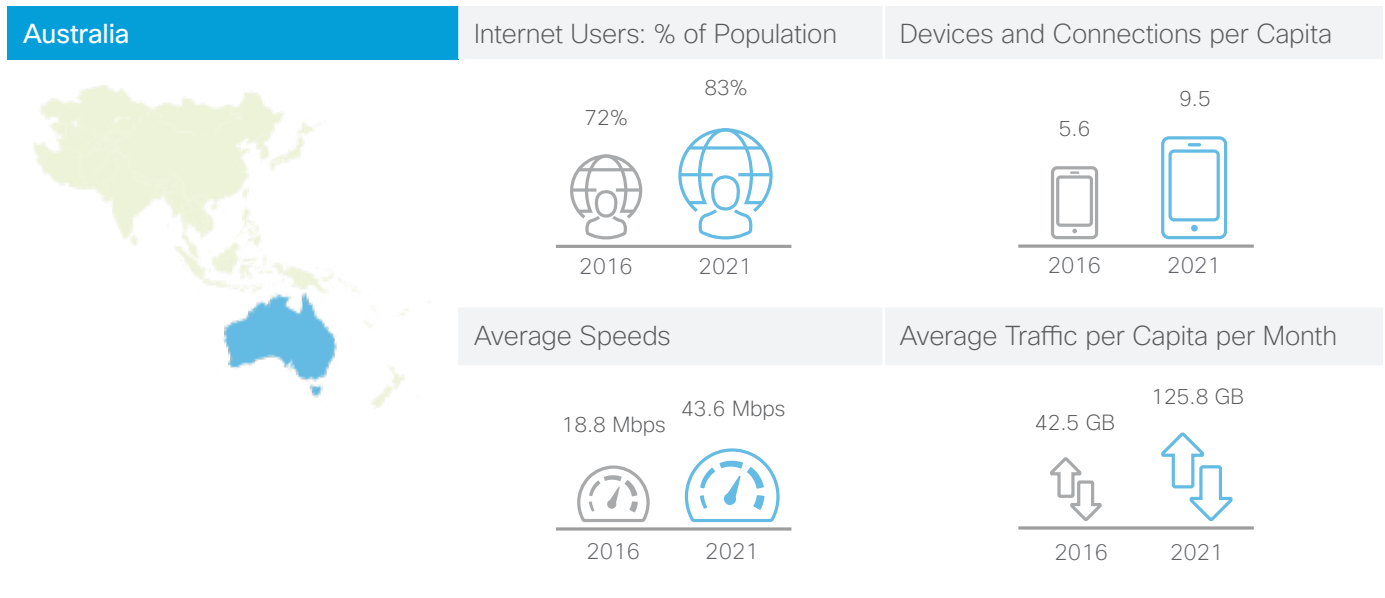 Australia
Internet Users: % of Population
Devices and Connections per Capita
72%
83%
2016
2021
5.6
9.5
2016
2021
Average Speeds
Average Traffic per Capita per Month
18.8 Mbps
43.6 Mbps
2016
2021
42.5 GB
125.8 GB
2016
2021